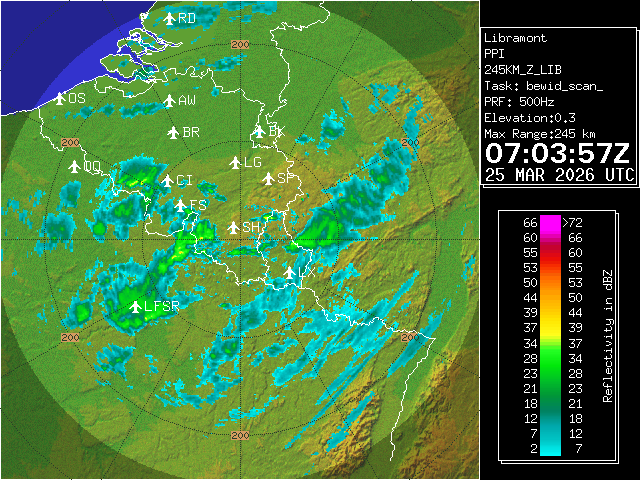 RD
200
OS
AW
BR
BK
200
200
LG
CI
SP
FS
SH
LX
LFSR
200
200
200
Libramont
PPI
245KM_Z_LIB
Task: bewid_scan_
PRF: 500Hz
Elevation:0.3
Max Range:245 km
07:03:57Z
25 MAR 2026 UTC
66 >72
60 66
55 60
53 55
50 53
44 50
39 44
37 39
34 37
28 34
23 28
21 23
18 21
12 18
7 12
2 7
Reflectivity in dBZ